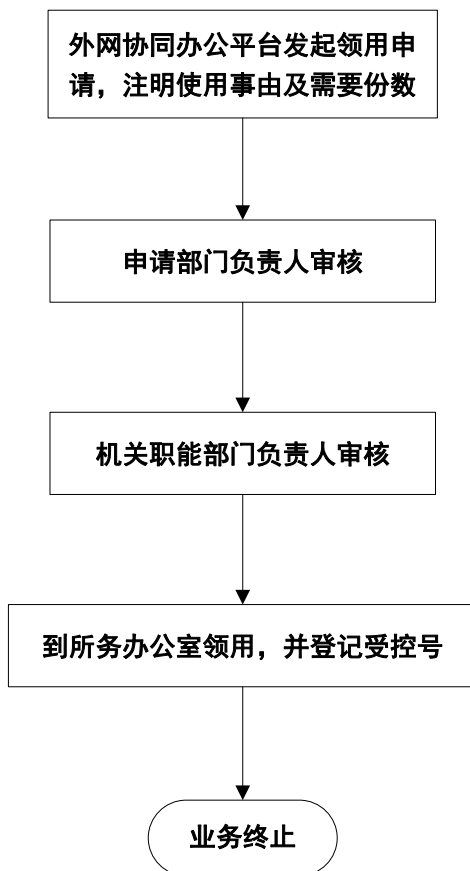 外网协同办公平台发起领用申
请，注明使用事由及需要份数
申请部门负责人审核
机关职能部门负责人审核
到所务办公室领用，并登记受控号
业务终止